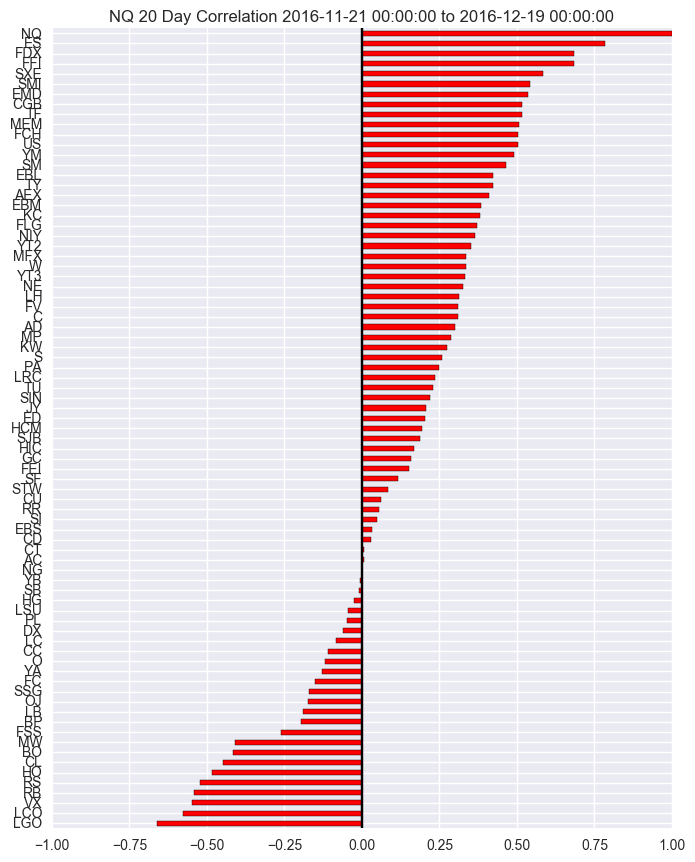 NQ 20 Day Correlation 2016-11-21 00:00:00 to 2016-12-19 00:00:00
NQ
ES
FDX
FFI
SXE
SMI
EMD
CGB
TF
MEM
FCH
US
YM
SM
EBL
TY
AEX
EBM
KC
FLG
NIY
YT2
MFX
W
YT3
NE
LH
FV
C
AD
MP
KW
S
PA
LRC
TU
SIN
JY
ED
HCM
SJB
HIC
GC
FEI
SF
STW
CU
RR
SI
EBS
CD
CT
AC
NG
YB
SB
HG
LSU
PL
DX
LC
CC
O
YA
FC
SSG
OJ
LB
BP
FSS
MW
BO
CL
HO
RS
RB
VX
LCO
LGO
−1.00 −0.75 −0.50 −0.25 0.00 0.25 0.50 0.75 1.00